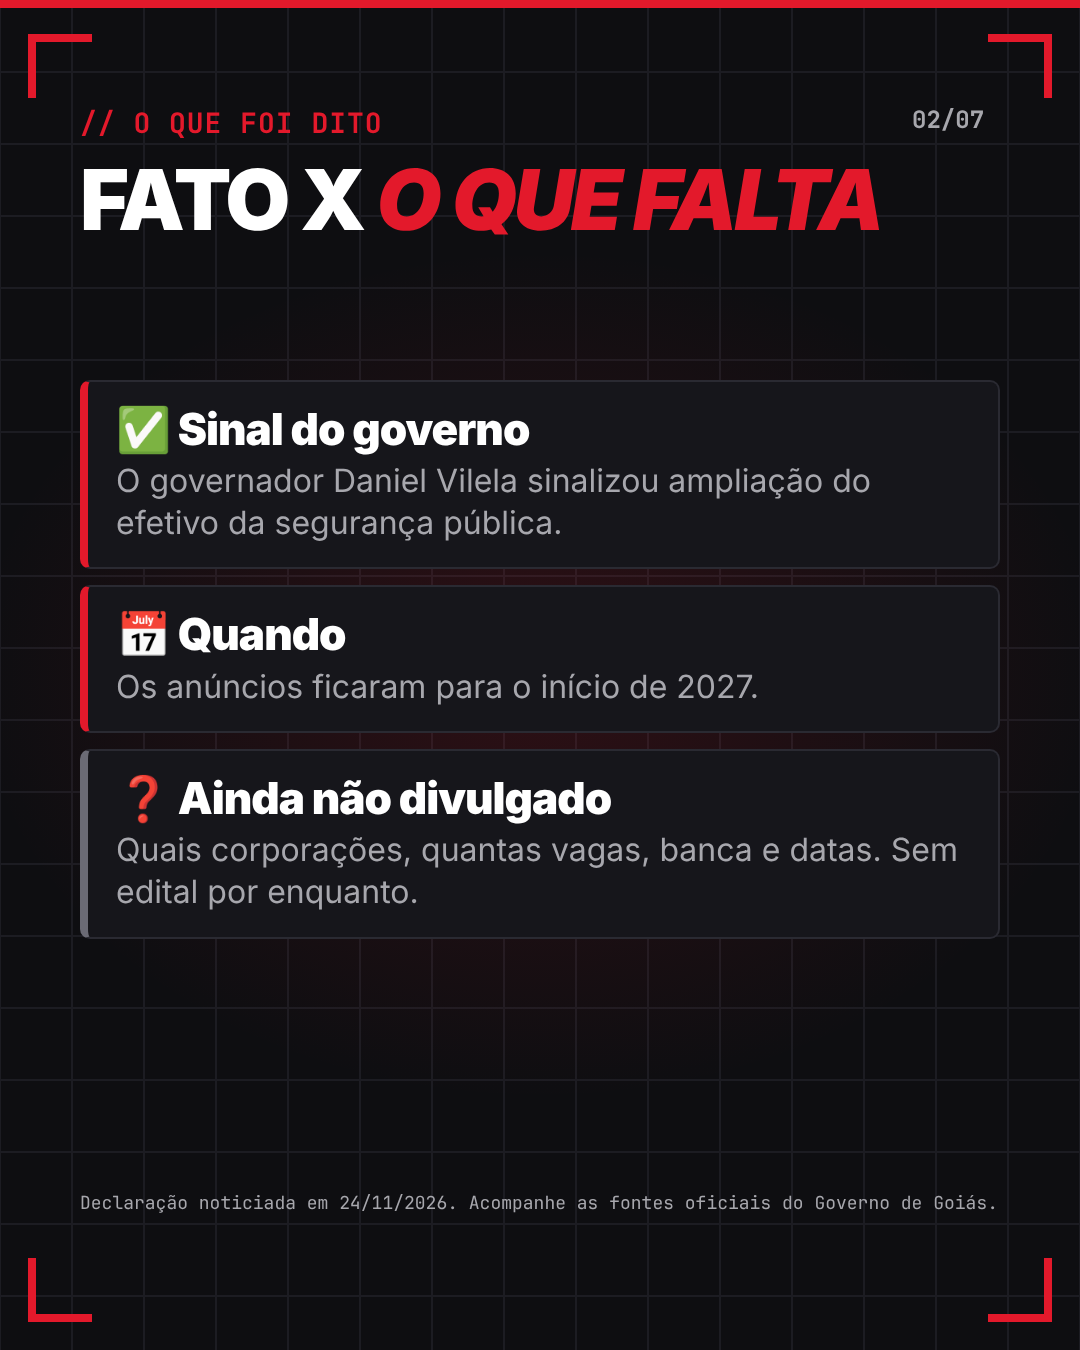 // O QUE FOI DITO
02/07
FATO X O QUE FALTA
✅ Sinal do governo
O governador Daniel Vilela sinalizou ampliação do
efetivo da segurança pública.
July
17
Quando
Os anúncios ficaram para o início de 2027.
❓ Ainda não divulgado
Quais corporações, quantas vagas, banca e datas. Sem
edital por enquanto.
Declaração noticiada em 24/11/2026. Acompanhe as fontes oficiais do Governo de Goiás.